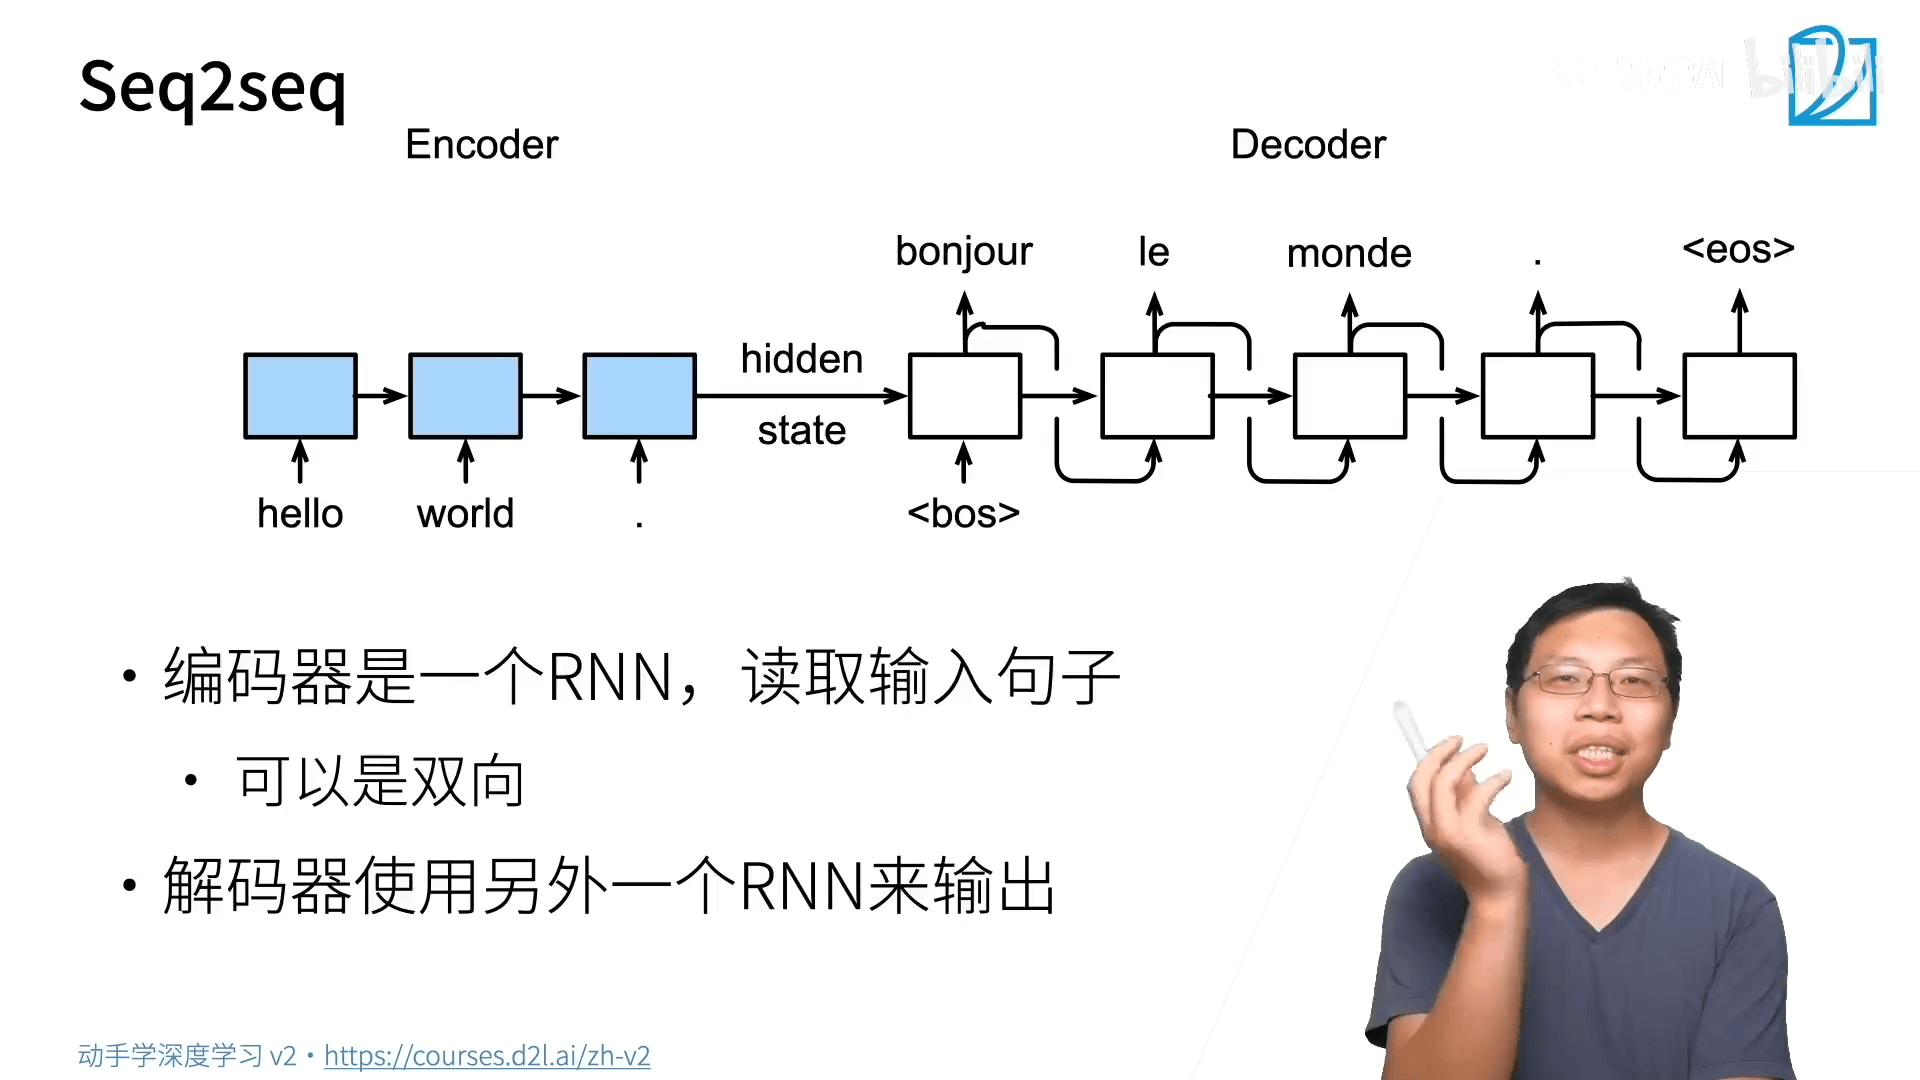 Seq2seq
Encoder
Decoder
bonjour le monde . <eos>
hidden
state
hello world . <bos>
• 编码器是一个RNN，读取输入句子
• 可以是双向
• 解码器使用另外一个RNN来输出
动手学深度学习 v2 • https://courses.d2l.ai/zh-v2
bilibili